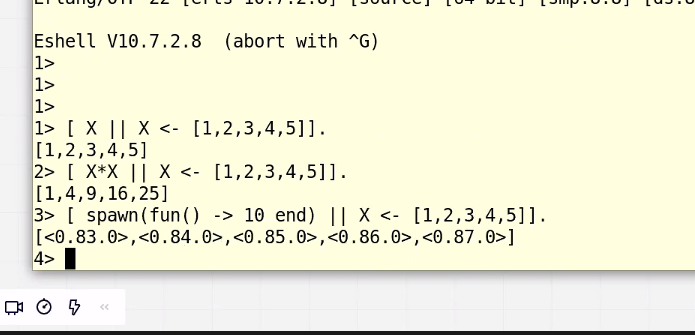 Erlang/OTP 22 [erts-10.7.2.8] [source] [64-bit] [smp:8:8] [ds:8
Eshell V10.7.2.8  (abort with ^G)
1>
1>
1>
1> [ X || X <- [1,2,3,4,5]].
[1,2,3,4,5]
2> [ X*X || X <- [1,2,3,4,5]].
[1,4,9,16,25]
3> [ spawn(fun() -> 10 end) || X <- [1,2,3,4,5]].
[<0.83.0>,<0.84.0>,<0.85.0>,<0.86.0>,<0.87.0>]
4>